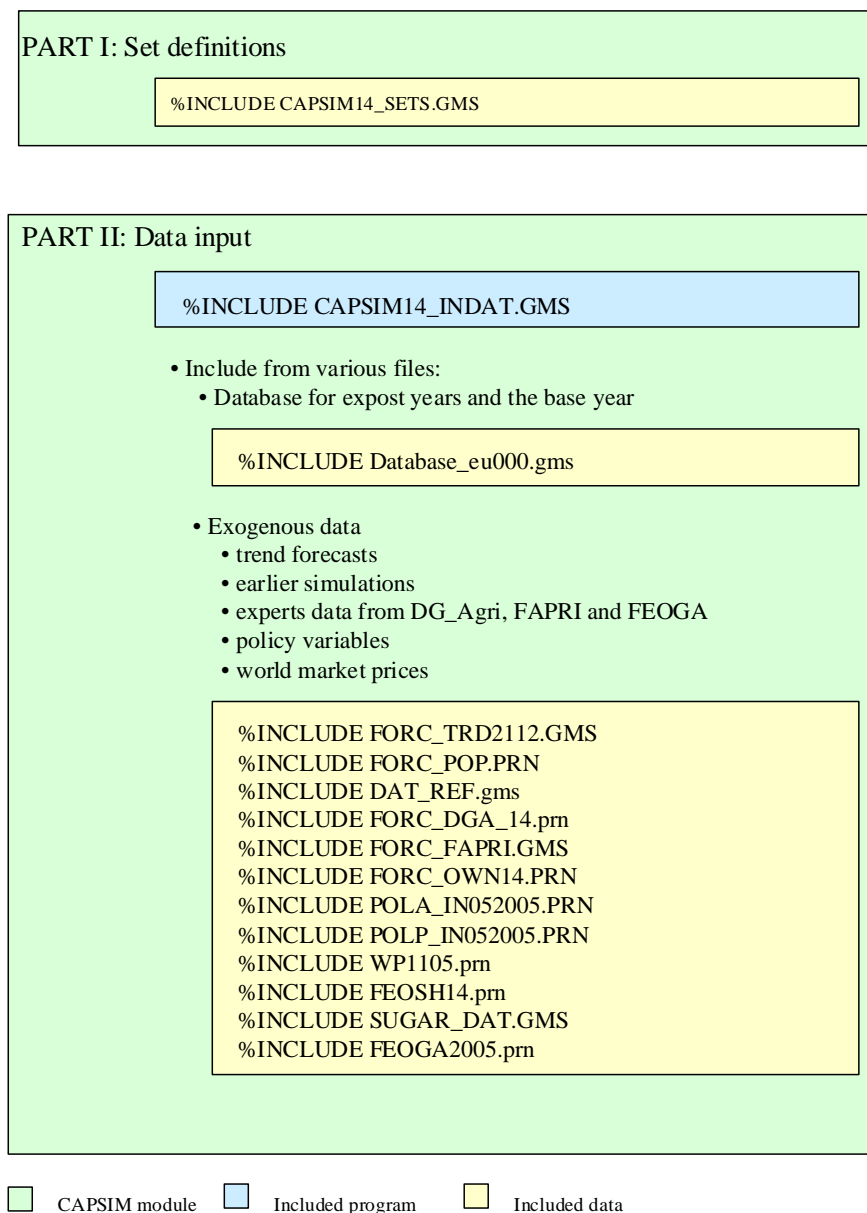 PART I: Set definitions
%INCLUDE CAPSIM14_SETS.GMS
PART II: Data input
%INCLUDE CAPSIM14_INDAT.GMS
• Include from various files:
• Database for expost years and the base year
%INCLUDE Database_eu000.gms
• Exogenous data
• trend forecasts
• earlier simulations
• experts data from DG_Agri, FAPRI and FEOGA
• policy variables
• world market prices
%INCLUDE FORC_TRD2112.GMS
%INCLUDE FORC_POP.PRN
%INCLUDE DAT_REF.gms
%INCLUDE FORC_DGA_14.prn
%INCLUDE FORC_FAPRI.GMS
%INCLUDE FORC_OWN14.PRN
%INCLUDE POLA_IN052005.PRN
%INCLUDE POLP_IN052005.PRN
%INCLUDE WP1105.prn
%INCLUDE FEOSH14.prn
%INCLUDE SUGAR_DAT.GMS
%INCLUDE FEOGA2005.prn
CAPSIM module Included program Included data